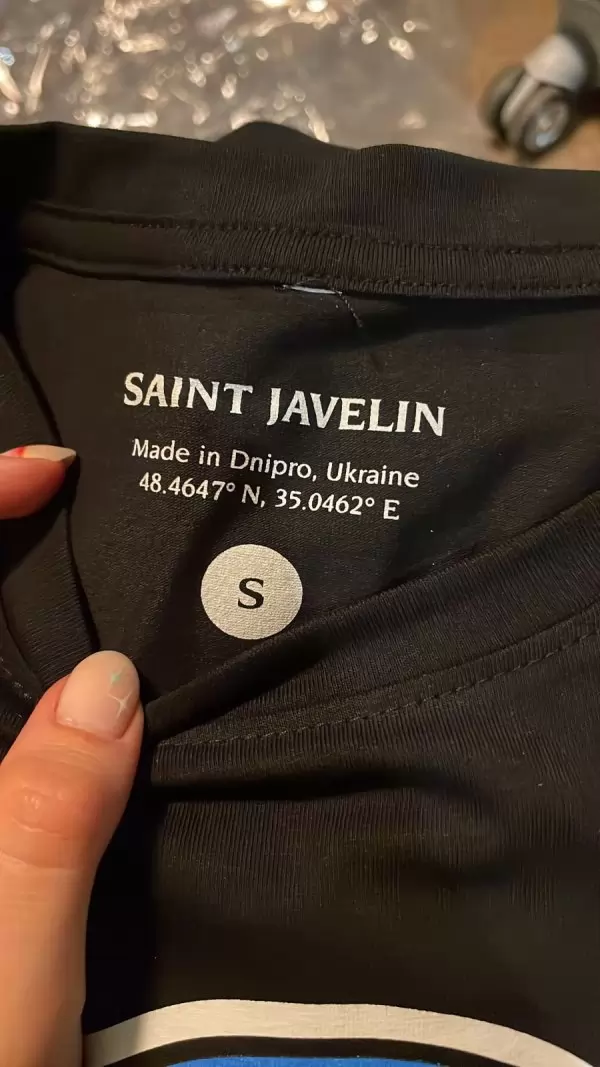 SAINT JAVELIN
Made in Dnipro, Ukraine
48.4647° N, 35.0462° E
S